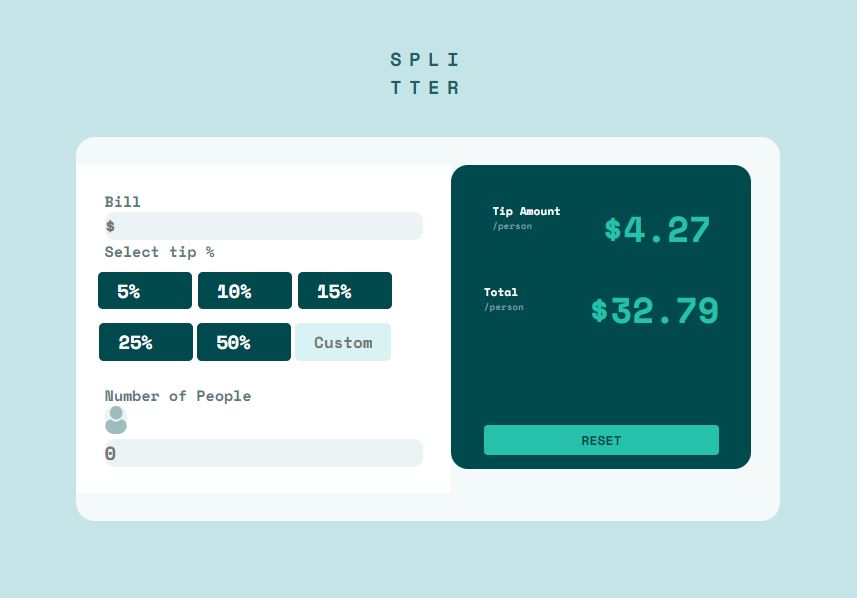 SPLI
TTER
Bill
$
Select tip %
5% 10% 15%
25% 50% Custom
Number of People
0
Tip Amount
/person
$4.27
Total
/person
$32.79
RESET